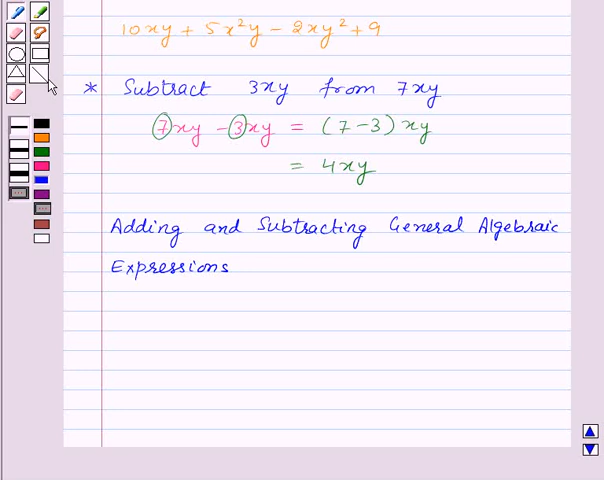 10xy + 5x²y - 2xy² + 9
* Subtract 3xy from 7xy
7xy - 3xy = (7-3) xy
= 4xy
Adding and Subtracting General Algebraic
Expressions